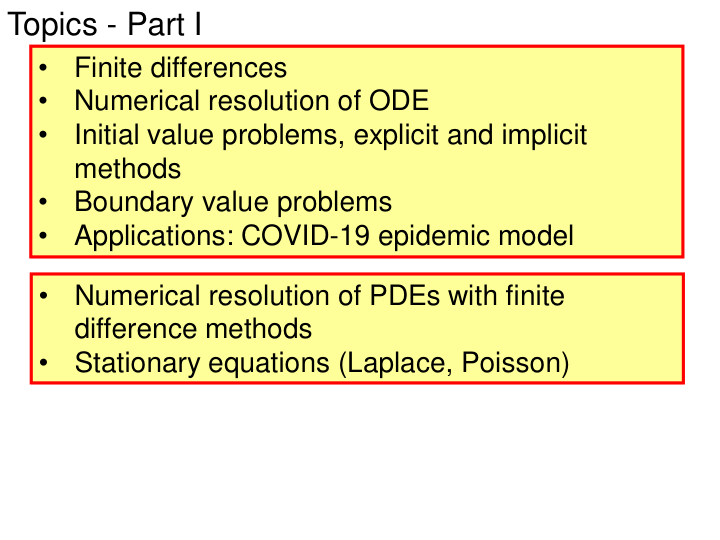 Topics - Part I
• Finite differences
• Numerical resolution of ODE
• Initial value problems, explicit and implicit
methods
• Boundary value problems
• Applications: COVID-19 epidemic model
• Numerical resolution of PDEs with finite
difference methods
• Stationary equations (Laplace, Poisson)